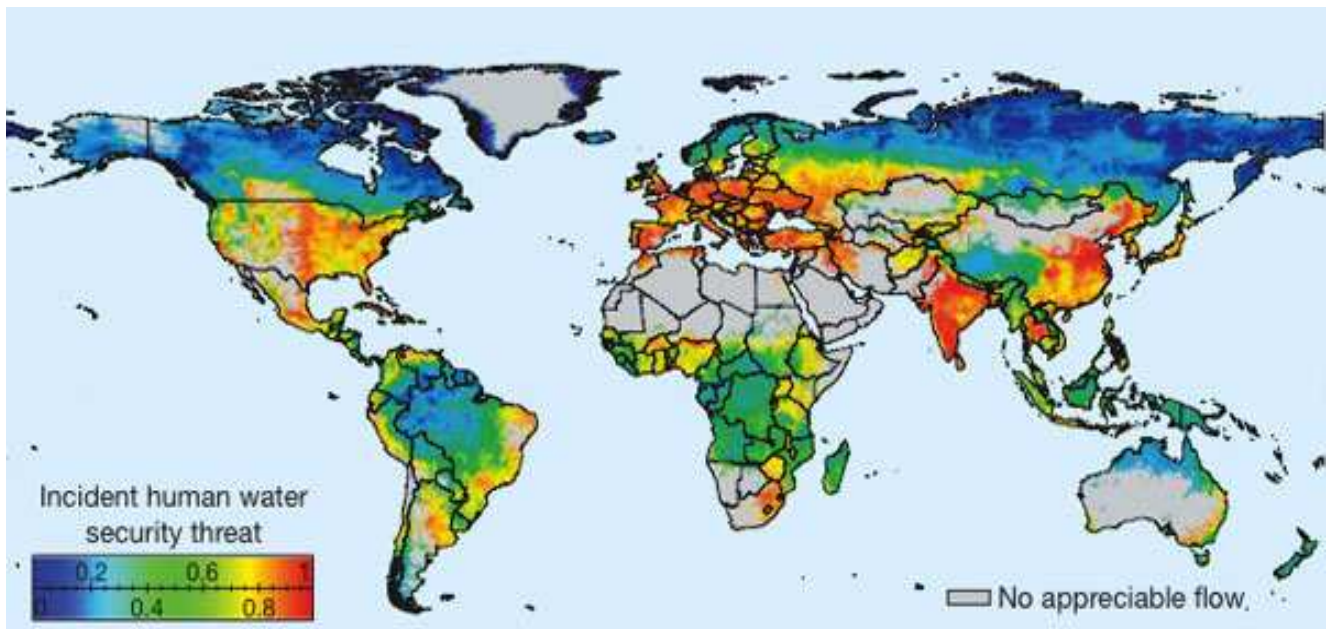 Incident human water
security threat
0.2 0.6 1
0 0.4 0.8
No appreciable flow